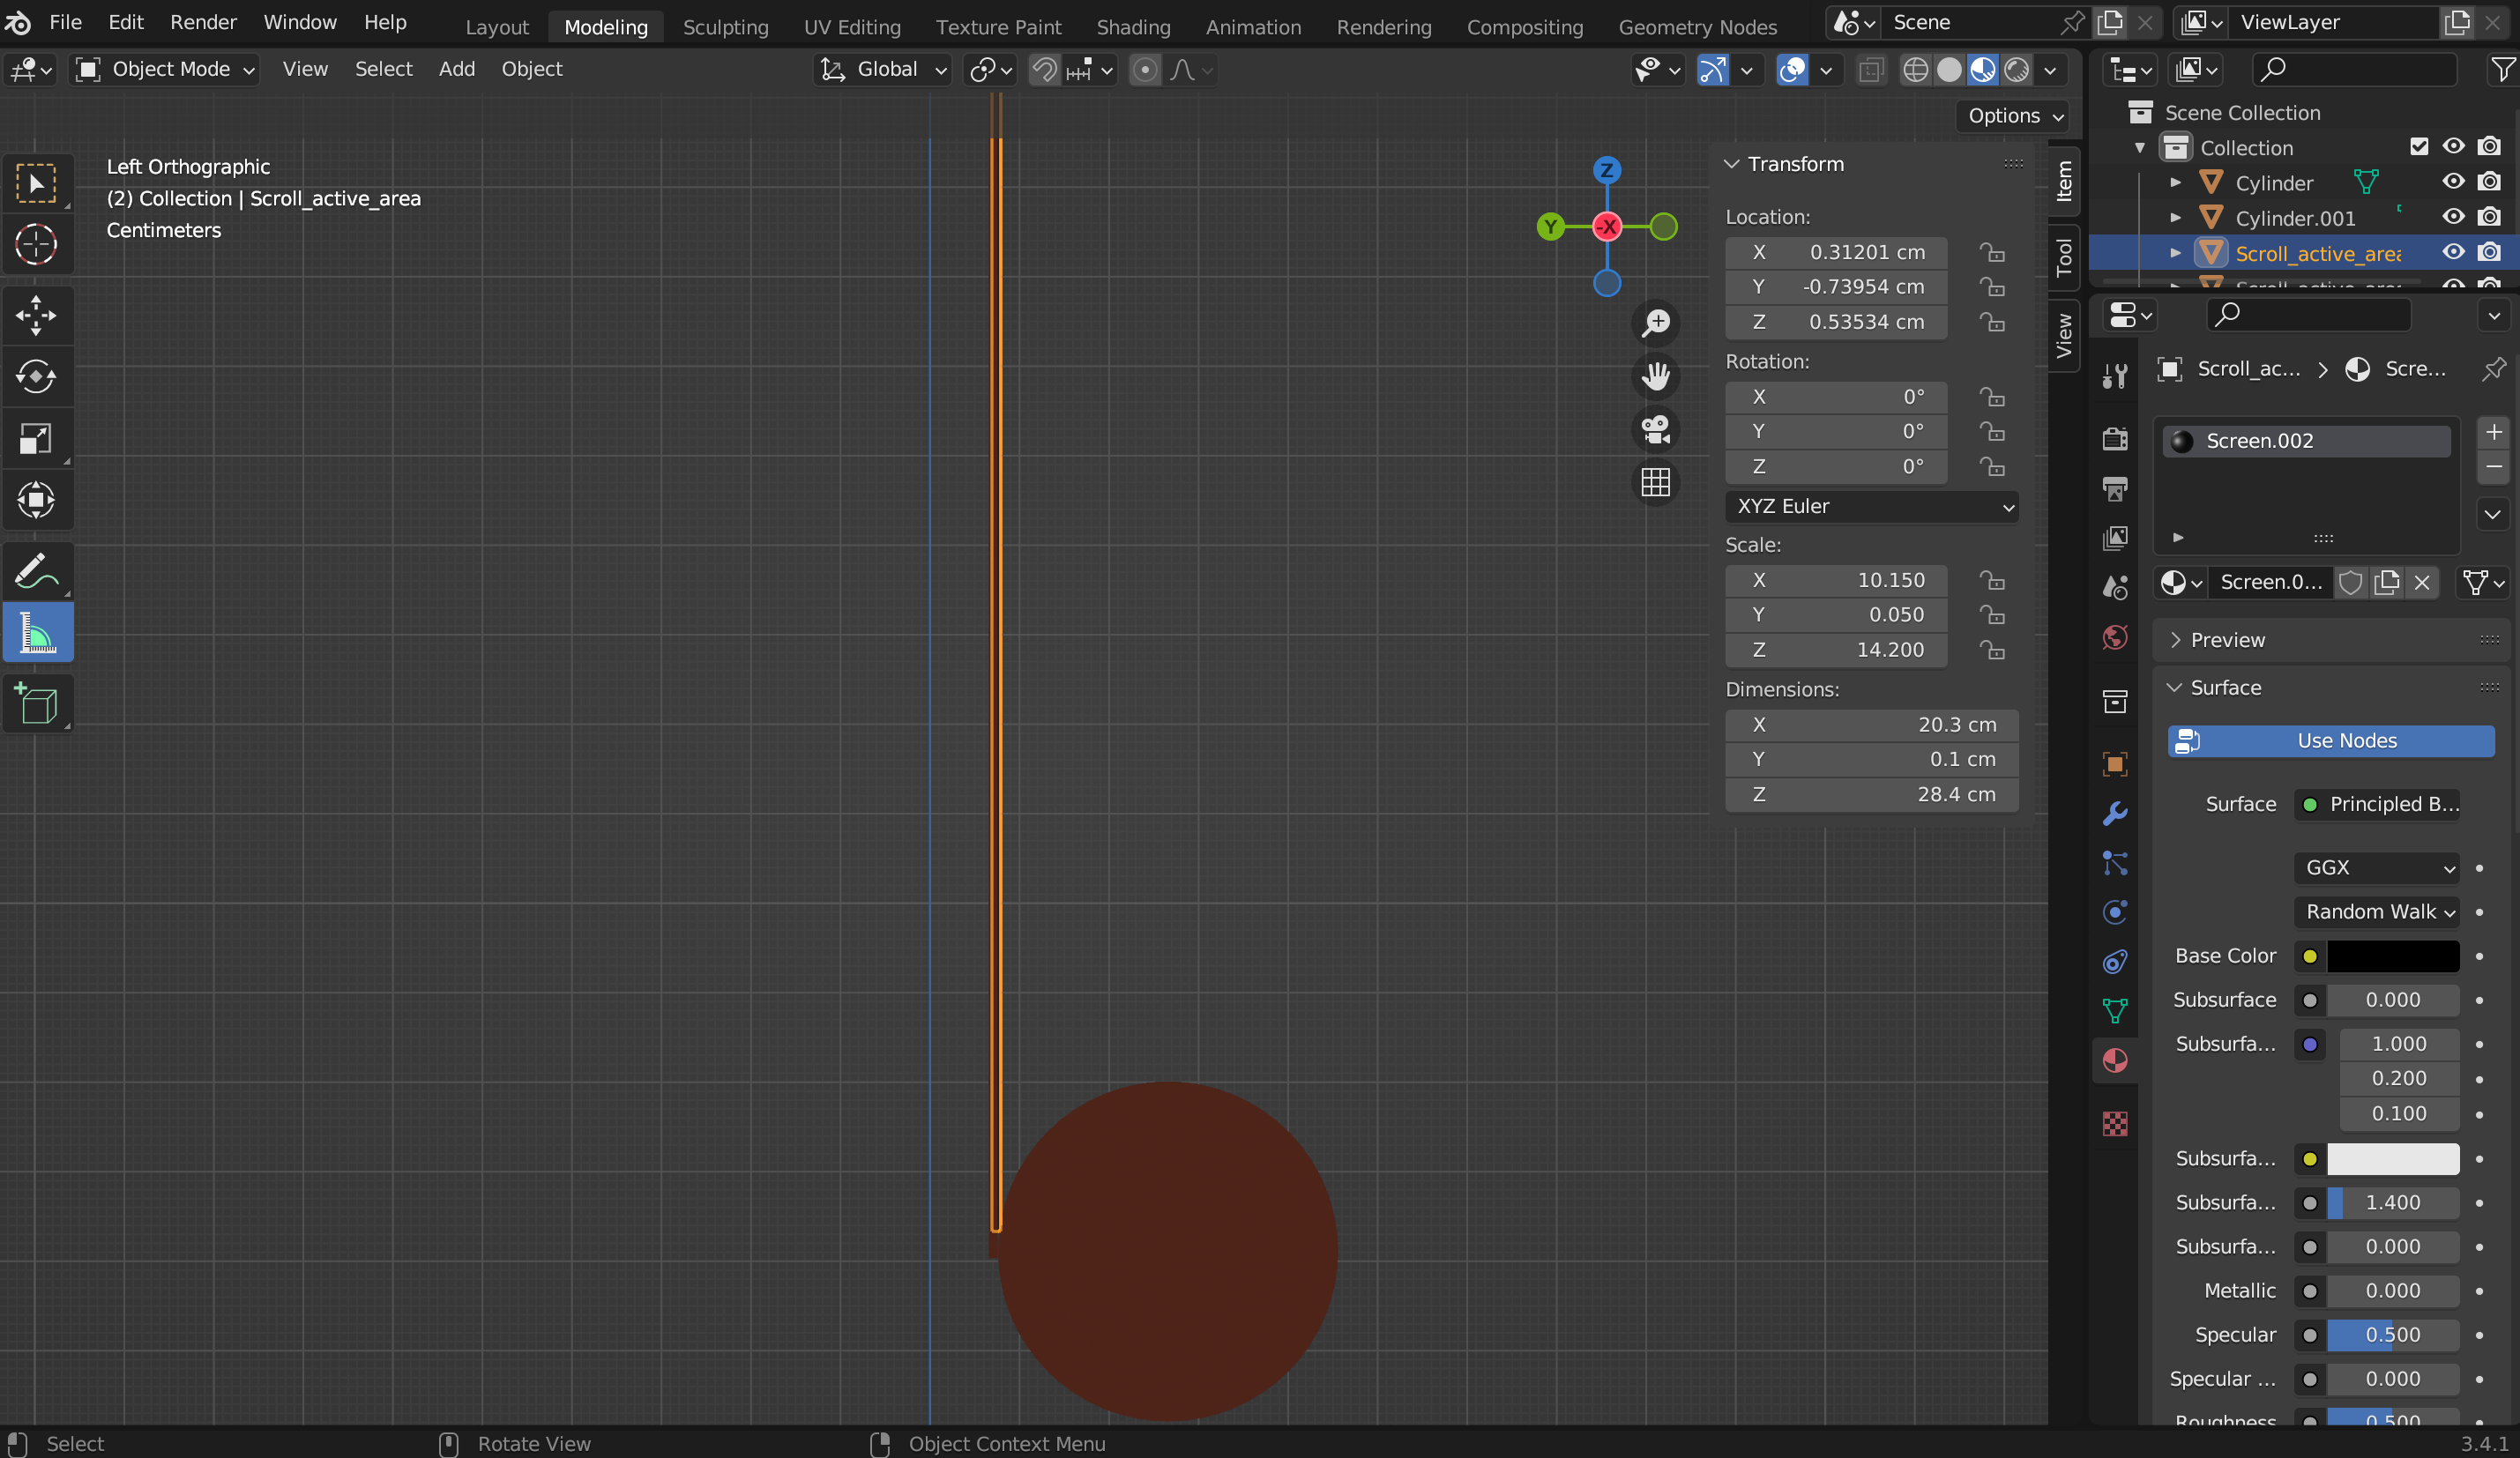 File Edit Render Window Help
Layout Modeling Sculpting UV Editing Texture Paint Shading Animation Rendering Compositing Geometry Nodes
Scene
ViewLayer
Object Mode View Select Add Object
Global
Options
Left Orthographic
(2) Collection | Scroll_active_area
Centimeters
Z
Y
-X
Item
Tool
View
Transform
Location:
X 0.31201 cm
Y -0.73954 cm
Z 0.53534 cm
Rotation:
X 0°
Y 0°
Z 0°
XYZ Euler
Scale:
X 10.150
Y 0.050
Z 14.200
Dimensions:
X 20.3 cm
Y 0.1 cm
Z 28.4 cm
Scene Collection
Collection
Cylinder
Cylinder.001
Scroll_active_area
Scroll_ac... Scre...
Screen.002
Screen.0...
Preview
Surface
Use Nodes
Surface Principled B...
GGX
Random Walk
Base Color
Subsurface 0.000
Subsurfa... 1.000
0.200
0.100
Subsurfa...
Subsurfa... 1.400
Subsurfa... 0.000
Metallic 0.000
Specular 0.500
Specular ... 0.000
Roughness 0.500
Select
Rotate View
Object Context Menu
3.4.1